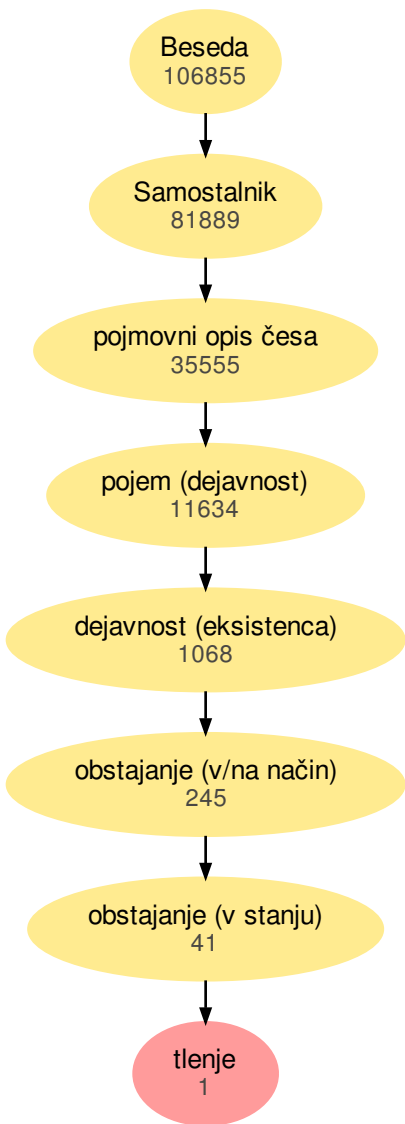 Beseda
106855
Samostalnik
81889
pojmovni opis česa
35555
pojem (dejavnost)
11634
dejavnost (eksistenca)
1068
obstajanje (v/na način)
245
obstajanje (v stanju)
41
tlenje
1